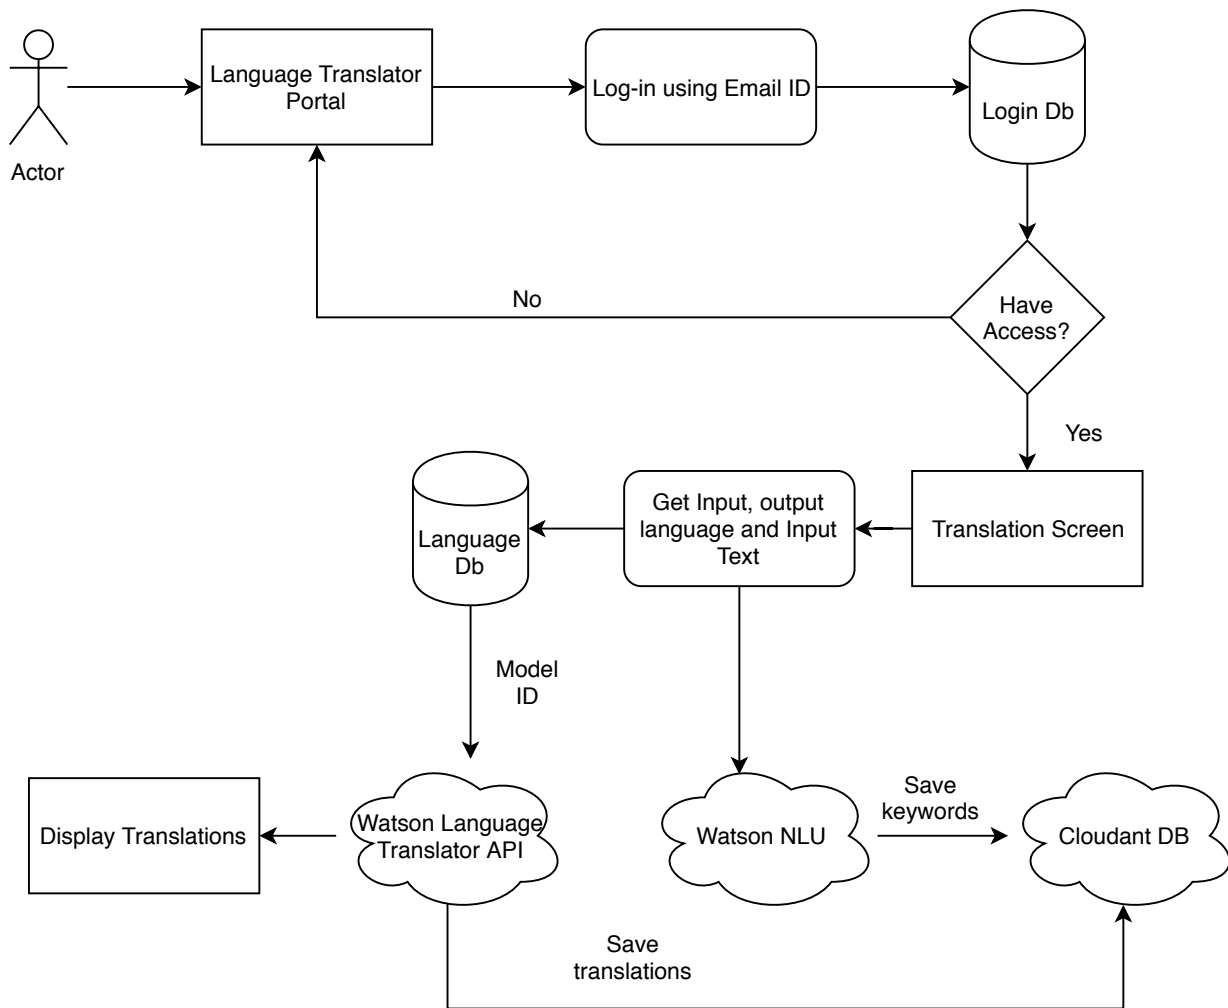 Language Translator
Portal
Log-in using Email ID
Login Db
Actor
No
Have
Access?
Yes
Get Input, output
language and Input
Text
Translation Screen
Language
Db
Model
ID
Display Translations
Watson Language
Translator API
Watson NLU
Save
keywords
Cloudant DB
Save
translations